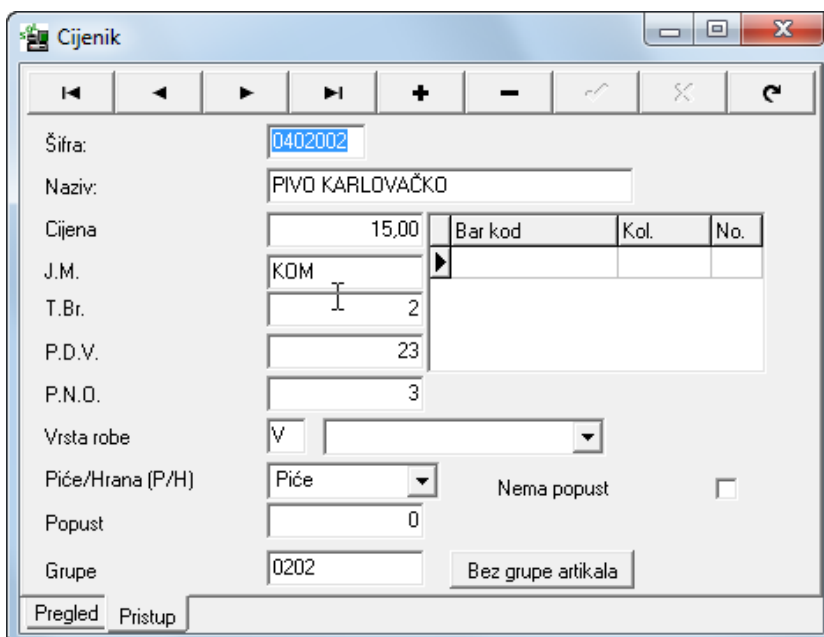 Cijenik
Šifra: 0402002
Naziv: PIVO KARLOVAČKO
Cijena 15,00 Bar kod Kol. No.
J.M. KOM
T.Br. 2
P.D.V. 23
P.N.O. 3
Vrsta robe V
Piće/Hrana (P/H) Piće Nema popust
Popust 0
Grupe 0202 Bez grupe artikala
Pregled Pristup